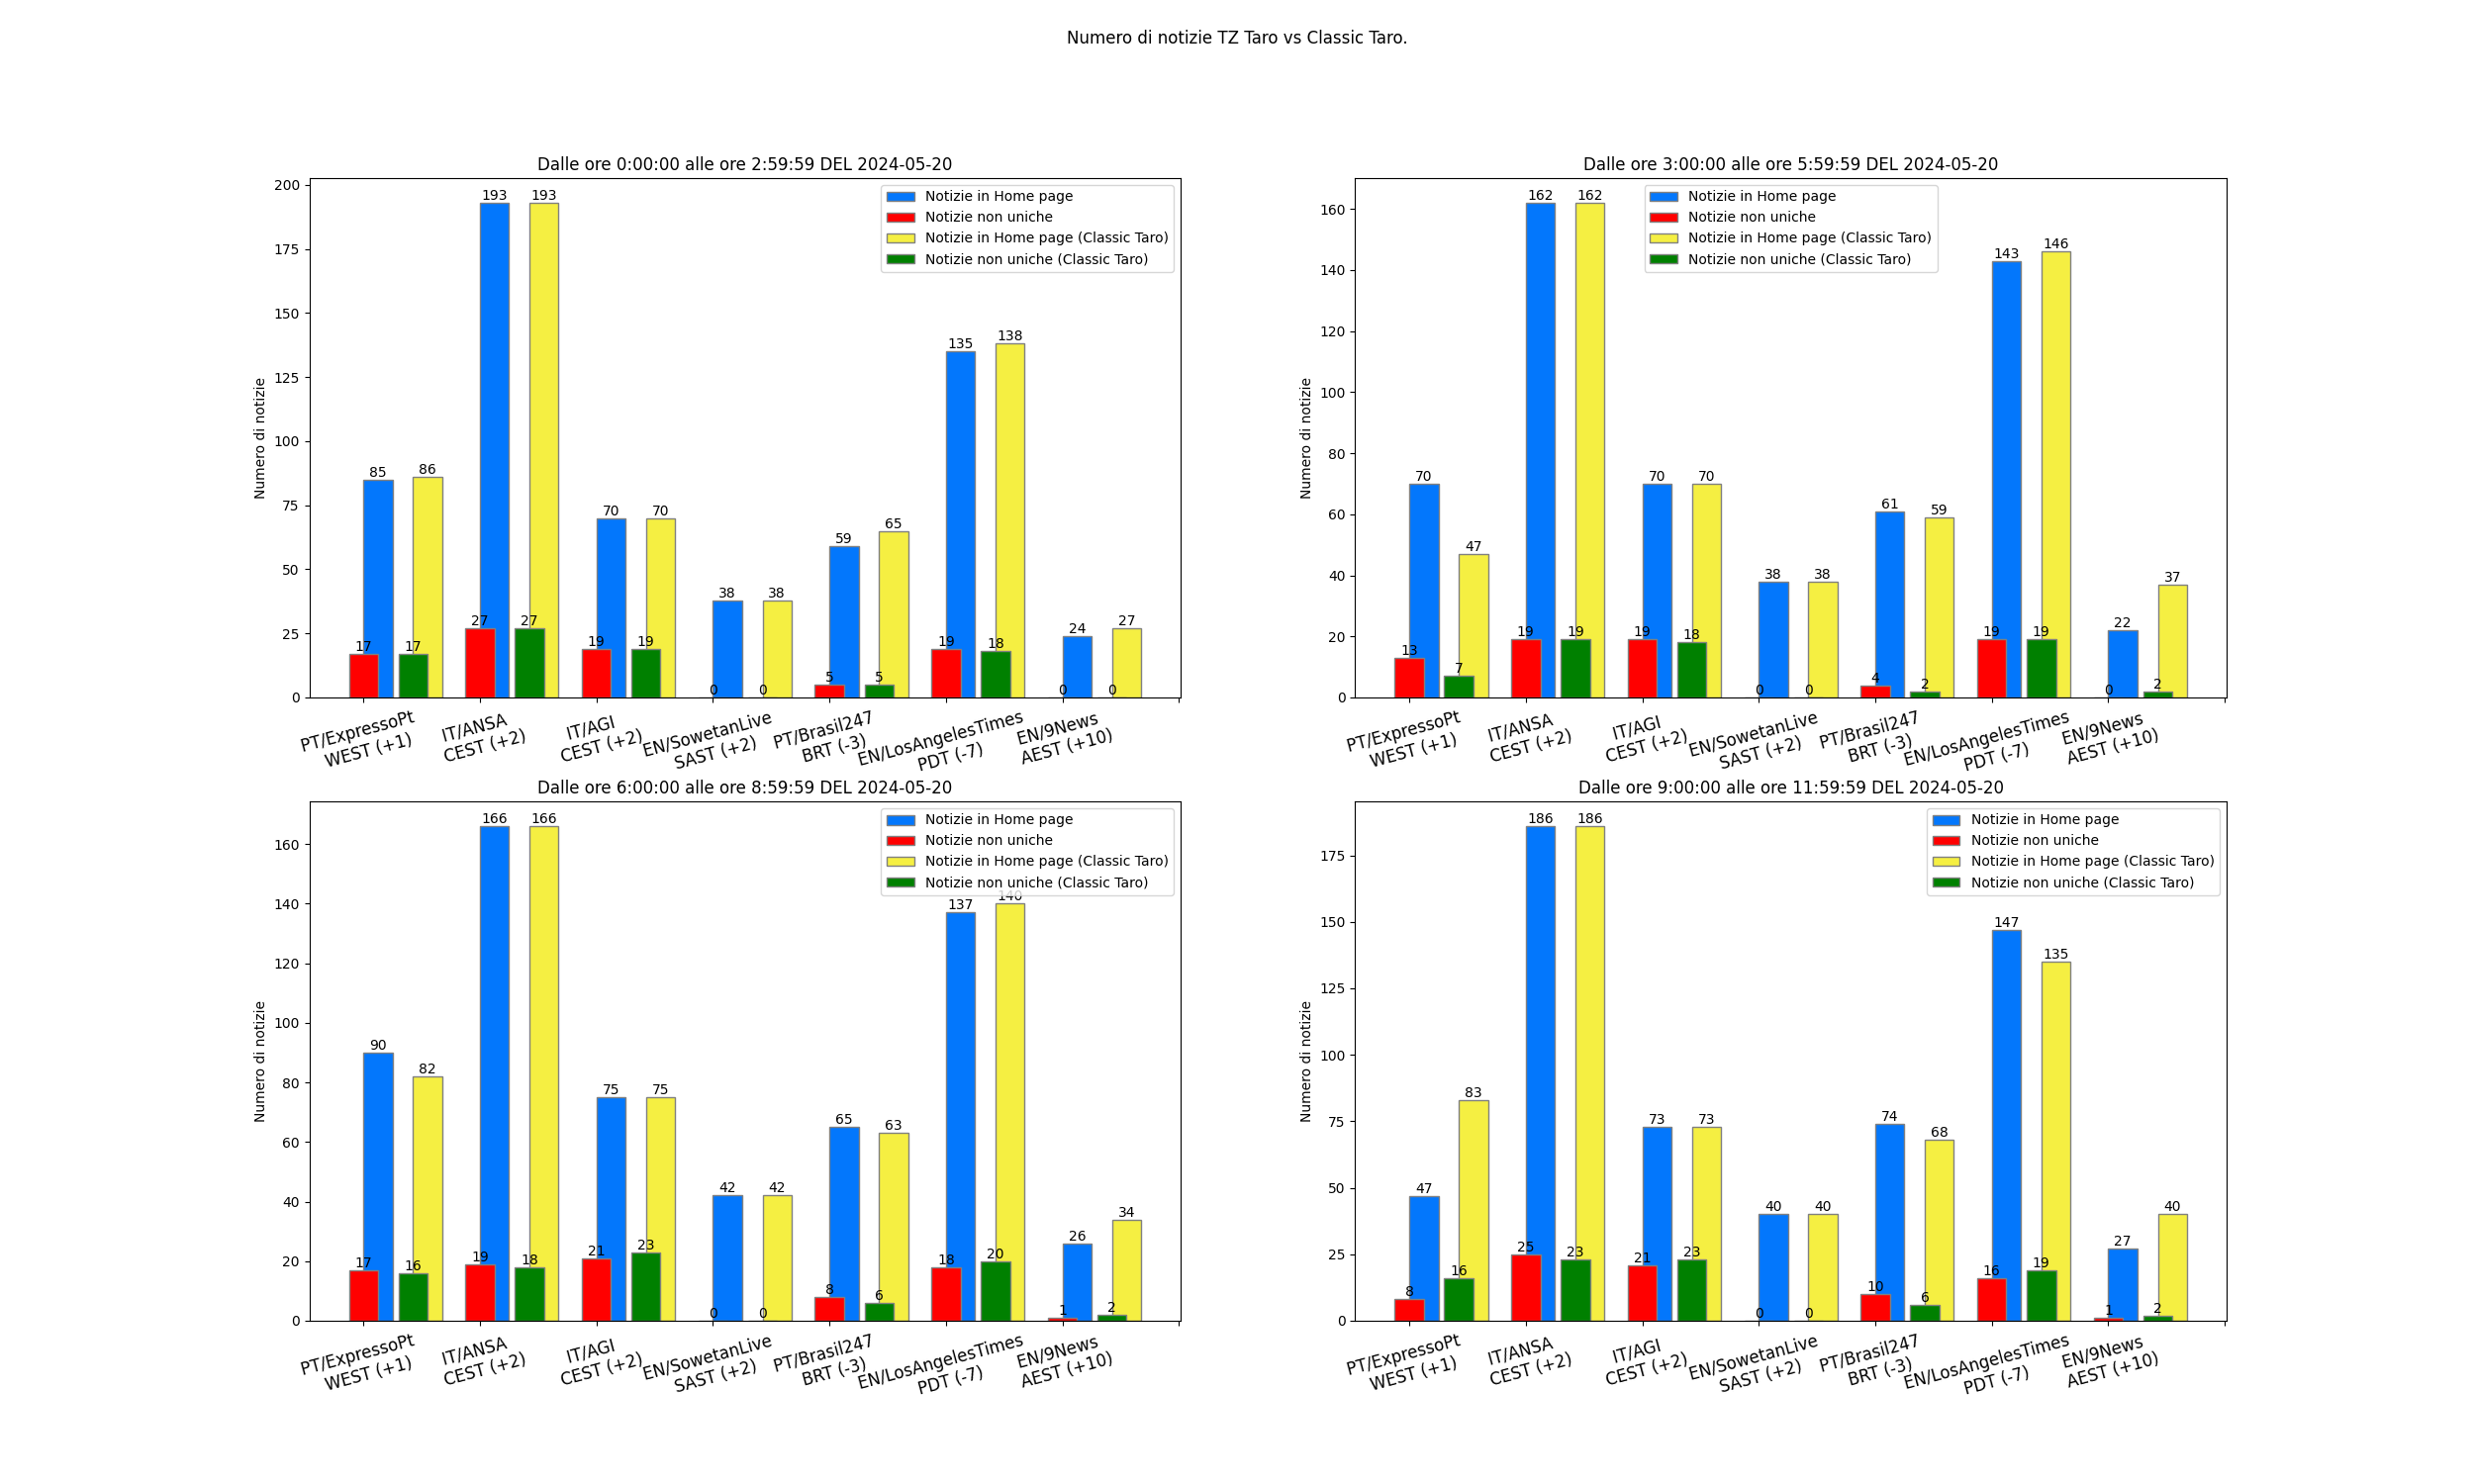 Numero di notizie TZ Taro vs Classic Taro.
Dalle ore 0:00:00 alle ore 2:59:59 DEL 2024-05-20
Numero di notizie
200
175
150
125
100
75
50
25
0
Notizie in Home page
Notizie non uniche
Notizie in Home page (Classic Taro)
Notizie non uniche (Classic Taro)
17 85 17 86
27 193 27 193
19 70 19 70
0 38 0 38
5 59 5 65
19 135 18 138
0 24 0 27
PT/ExpressoPt
WEST (+1)
IT/ANSA
CEST (+2)
IT/AGI
CEST (+2)
EN/SowetanLive
SAST (+2)
PT/Brasil247
BRT (-3)
EN/LosAngelesTimes
PDT (-7)
EN/9News
AEST (+10)
Dalle ore 3:00:00 alle ore 5:59:59 DEL 2024-05-20
Numero di notizie
160
140
120
100
80
60
40
20
0
Notizie in Home page
Notizie non uniche
Notizie in Home page (Classic Taro)
Notizie non uniche (Classic Taro)
13 70 7 47
19 162 19 162
19 70 18 70
0 38 0 38
4 61 2 59
19 143 19 146
0 22 2 37
PT/ExpressoPt
WEST (+1)
IT/ANSA
CEST (+2)
IT/AGI
CEST (+2)
EN/SowetanLive
SAST (+2)
PT/Brasil247
BRT (-3)
EN/LosAngelesTimes
PDT (-7)
EN/9News
AEST (+10)
Dalle ore 6:00:00 alle ore 8:59:59 DEL 2024-05-20
Numero di notizie
160
140
120
100
80
60
40
20
0
Notizie in Home page
Notizie non uniche
Notizie in Home page (Classic Taro)
Notizie non uniche (Classic Taro)
17 90 16 82
19 166 18 166
21 75 23 75
0 42 0 42
8 65 6 63
18 137 20 140
1 26 2 34
PT/ExpressoPt
WEST (+1)
IT/ANSA
CEST (+2)
IT/AGI
CEST (+2)
EN/SowetanLive
SAST (+2)
PT/Brasil247
BRT (-3)
EN/LosAngelesTimes
PDT (-7)
EN/9News
AEST (+10)
Dalle ore 9:00:00 alle ore 11:59:59 DEL 2024-05-20
Numero di notizie
175
150
125
100
75
50
25
0
Notizie in Home page
Notizie non uniche
Notizie in Home page (Classic Taro)
Notizie non uniche (Classic Taro)
8 47 16 83
25 186 23 186
21 73 23 73
0 40 0 40
10 74 6 68
16 147 19 135
1 27 2 40
PT/ExpressoPt
WEST (+1)
IT/ANSA
CEST (+2)
IT/AGI
CEST (+2)
EN/SowetanLive
SAST (+2)
PT/Brasil247
BRT (-3)
EN/LosAngelesTimes
PDT (-7)
EN/9News
AEST (+10)